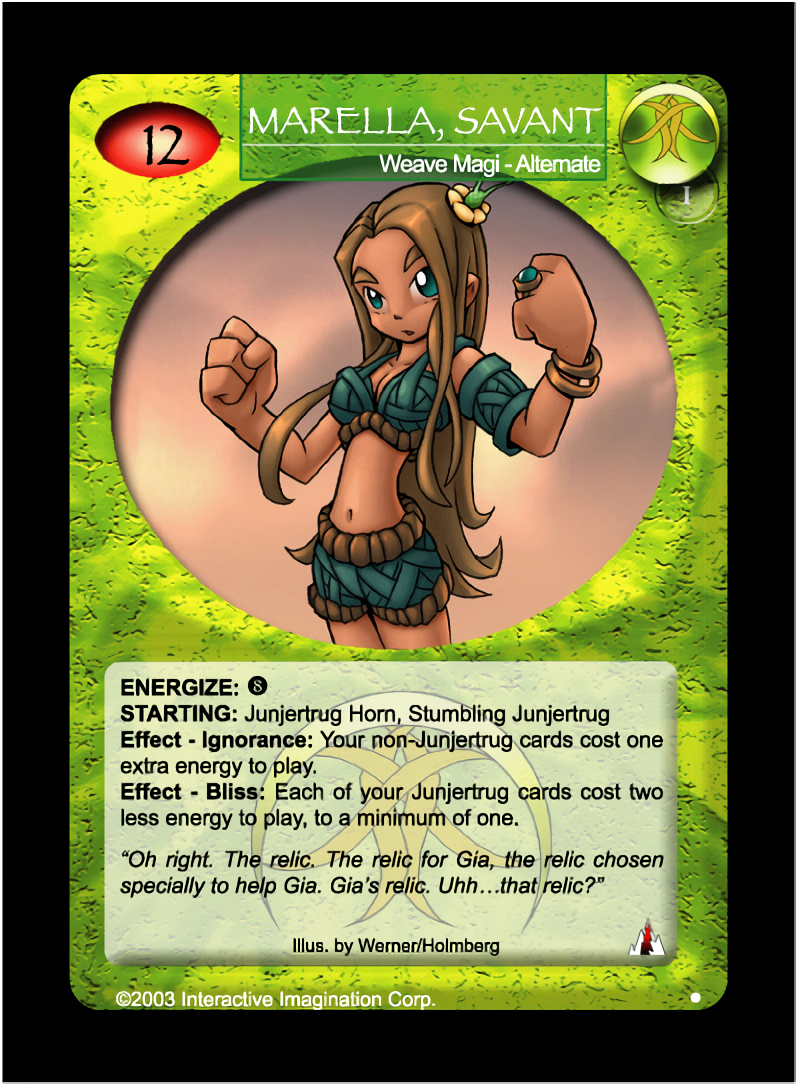 12
MARELLA, SAVANT
Weave Magi - Alternate
I
ENERGIZE: 8
STARTING: Junjertrug Horn, Stumbling Junjertrug
Effect - Ignorance: Your non-Junjertrug cards cost one
extra energy to play.
Effect - Bliss: Each of your Junjertrug cards cost two
less energy to play, to a minimum of one.
“Oh right. The relic. The relic for Gia, the relic chosen
specially to help Gia. Gia’s relic. Uhh…that relic?”
Illus. by Werner/Holmberg
©2003 Interactive Imagination Corp.